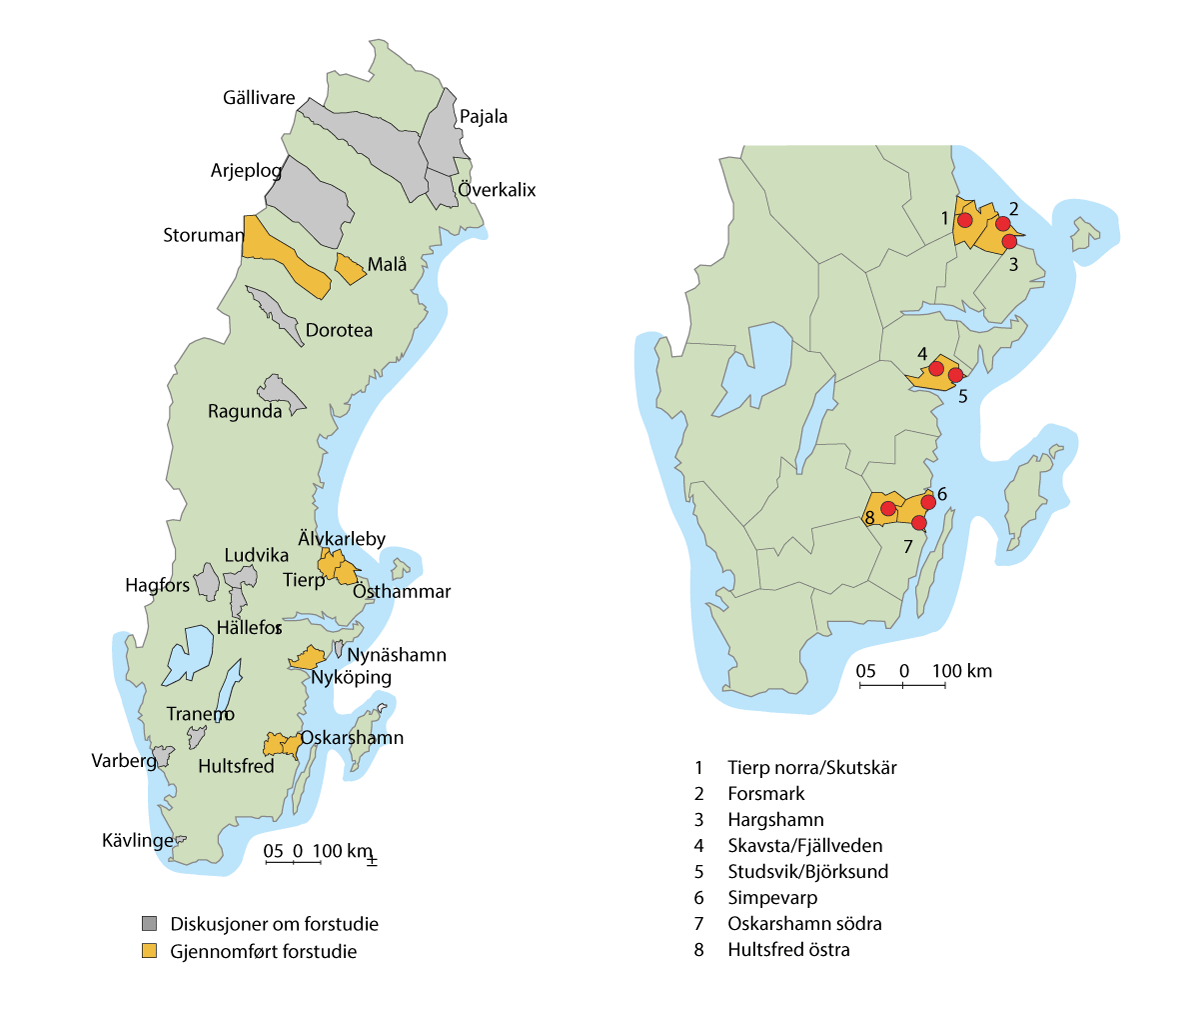 Gällivare
Pajala
Arjeplog
Överkalix
Storuman
Malå
Dorotea
Ragunda
Älvkarleby
Ludvika
Tierp
Hagfors
Östhammar
Hällefors
Nynäshamn
Nyköping
Tranemo
Oskarshamn
Varberg
Hultsfred
Kävlinge
05 0 100 km
±
Diskusjoner om forstudie
Gjennomført forstudie
1
2
3
4
5
6
8
7
05 0 100 km
1 Tierp norra/Skutskär
2 Forsmark
3 Hargshamn
4 Skavsta/Fjällveden
5 Studsvik/Björksund
6 Simpevarp
7 Oskarshamn södra
8 Hultsfred östra